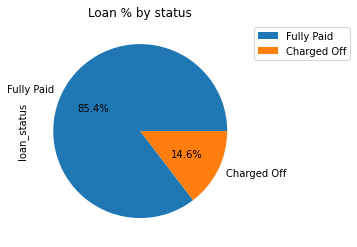 Loan % by status
Fully Paid
Charged Off
Fully Paid
85.4%
loan_status
14.6%
Charged Off